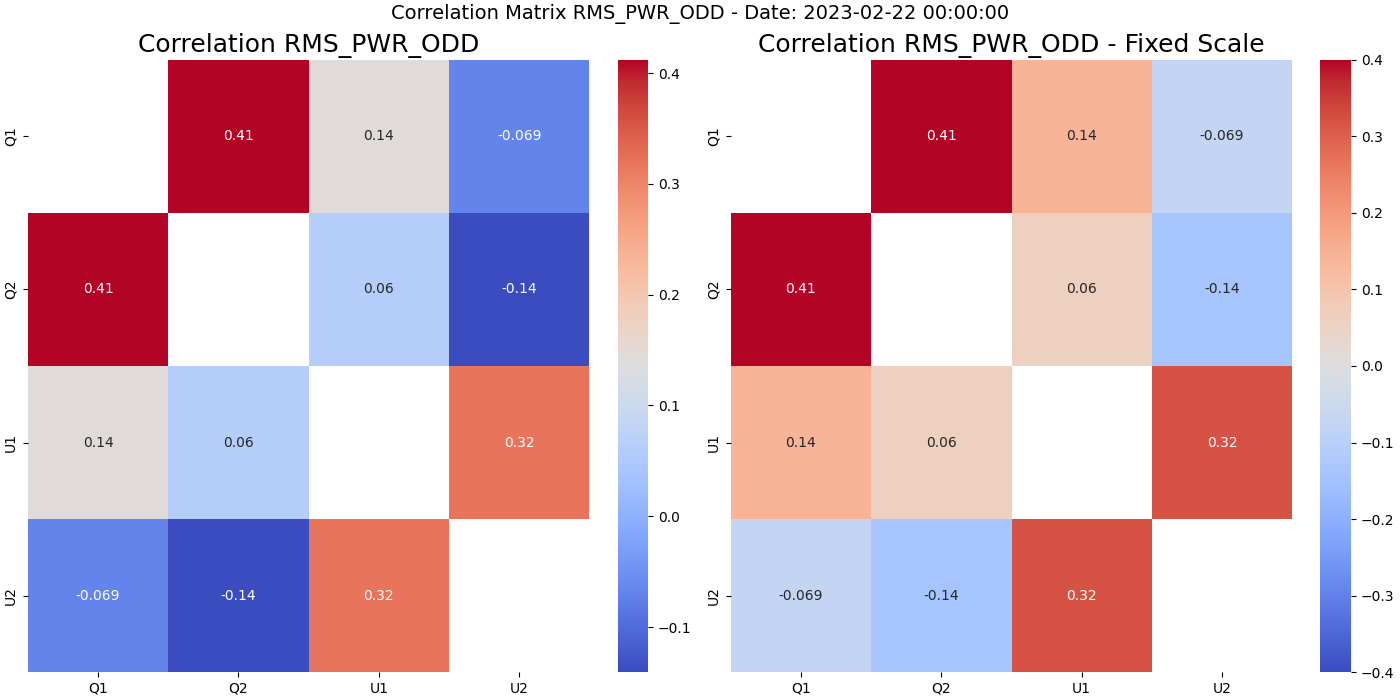 Correlation Matrix RMS_PWR_ODD - Date: 2023-02-22 00:00:00
Correlation RMS_PWR_ODD
Q1
0.41
0.14
-0.069
Q2
0.41
0.06
-0.14
U1
0.14
0.06
0.32
U2
-0.069
-0.14
0.32
Q1
Q2
U1
U2
0.4
0.3
0.2
0.1
0.0
−0.1
Correlation RMS_PWR_ODD - Fixed Scale
Q1
0.41
0.14
-0.069
Q2
0.41
0.06
-0.14
U1
0.14
0.06
0.32
U2
-0.069
-0.14
0.32
Q1
Q2
U1
U2
0.4
0.3
0.2
0.1
0.0
−0.1
−0.2
−0.3
−0.4